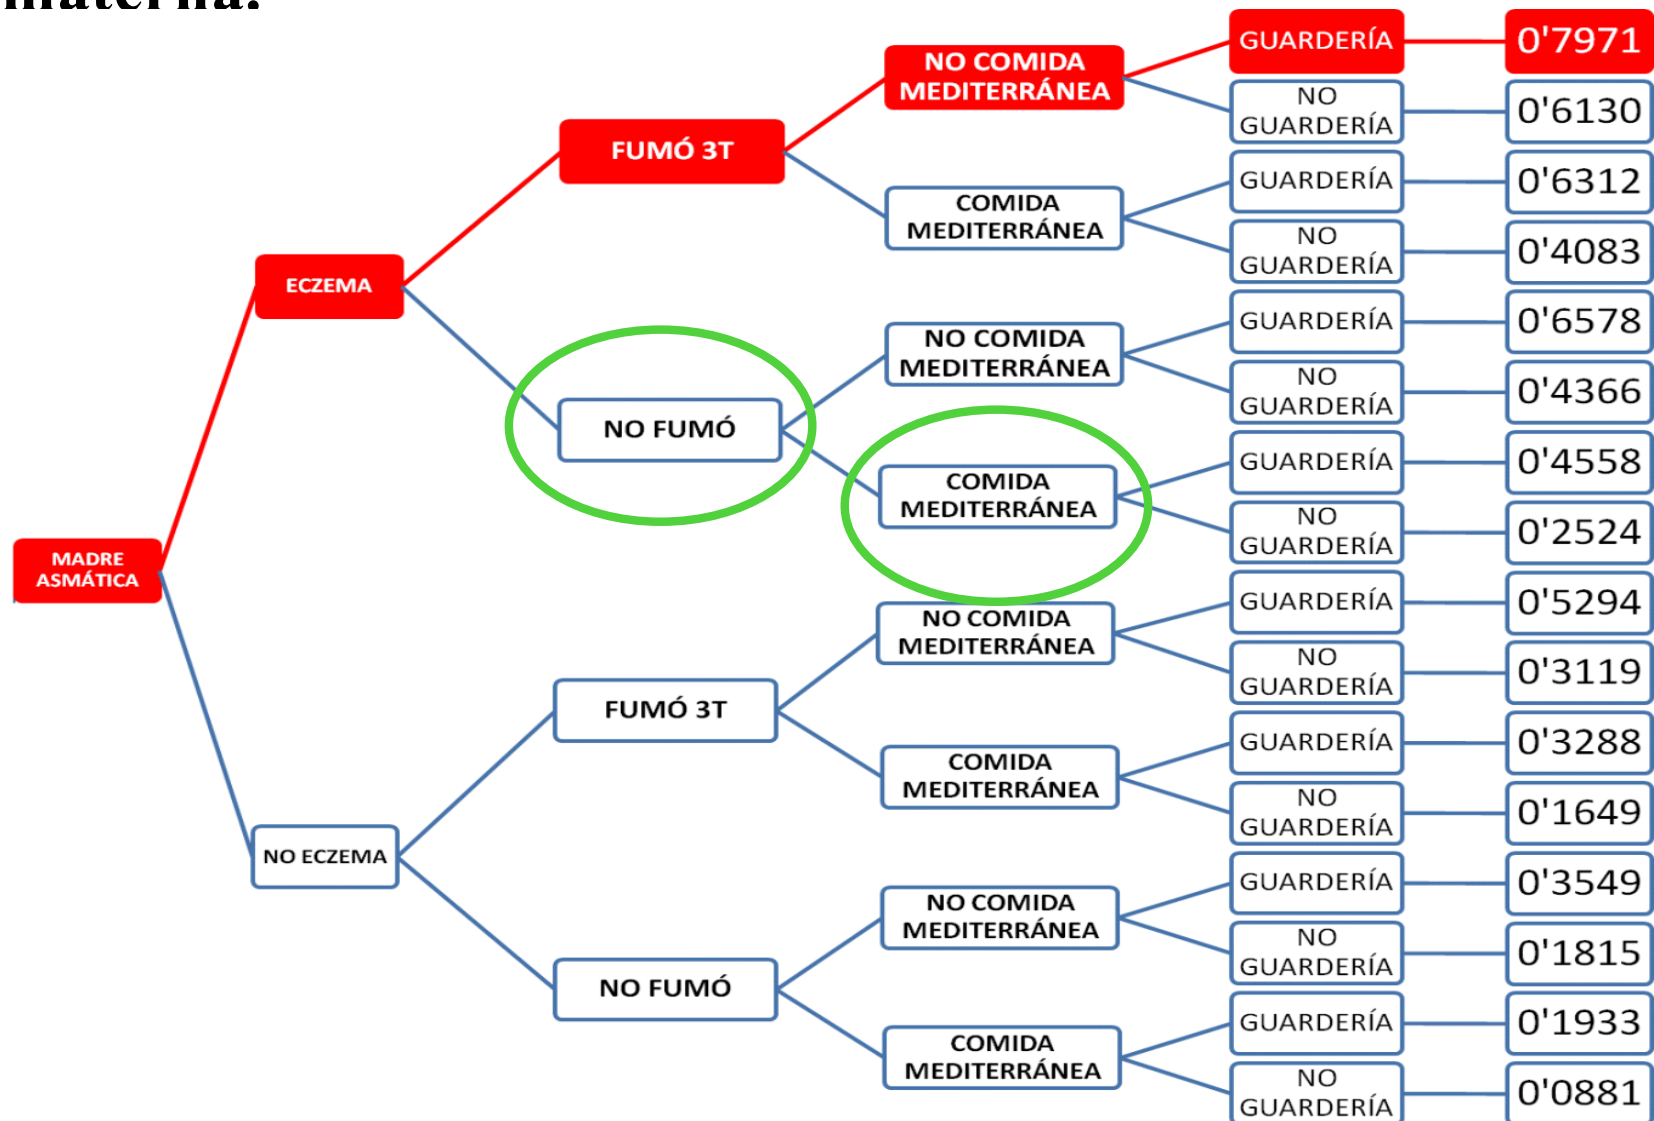 materna.
GUARDERÍA
0'7971
NO COMIDA
MEDITERRÁNEA
NO
GUARDERÍA
0'6130
FUMÓ 3T
GUARDERÍA
0'6312
COMIDA
MEDITERRÁNEA
NO
GUARDERÍA
0'4083
ECZEMA
GUARDERÍA
0'6578
NO COMIDA
MEDITERRÁNEA
NO
GUARDERÍA
0'4366
NO FUMÓ
GUARDERÍA
0'4558
COMIDA
MEDITERRÁNEA
NO
GUARDERÍA
0'2524
MADRE
ASMÁTICA
GUARDERÍA
0'5294
NO COMIDA
MEDITERRÁNEA
NO
GUARDERÍA
0'3119
FUMÓ 3T
GUARDERÍA
0'3288
COMIDA
MEDITERRÁNEA
NO
GUARDERÍA
0'1649
NO ECZEMA
GUARDERÍA
0'3549
NO COMIDA
MEDITERRÁNEA
NO
GUARDERÍA
0'1815
NO FUMÓ
GUARDERÍA
0'1933
COMIDA
MEDITERRÁNEA
NO
GUARDERÍA
0'0881